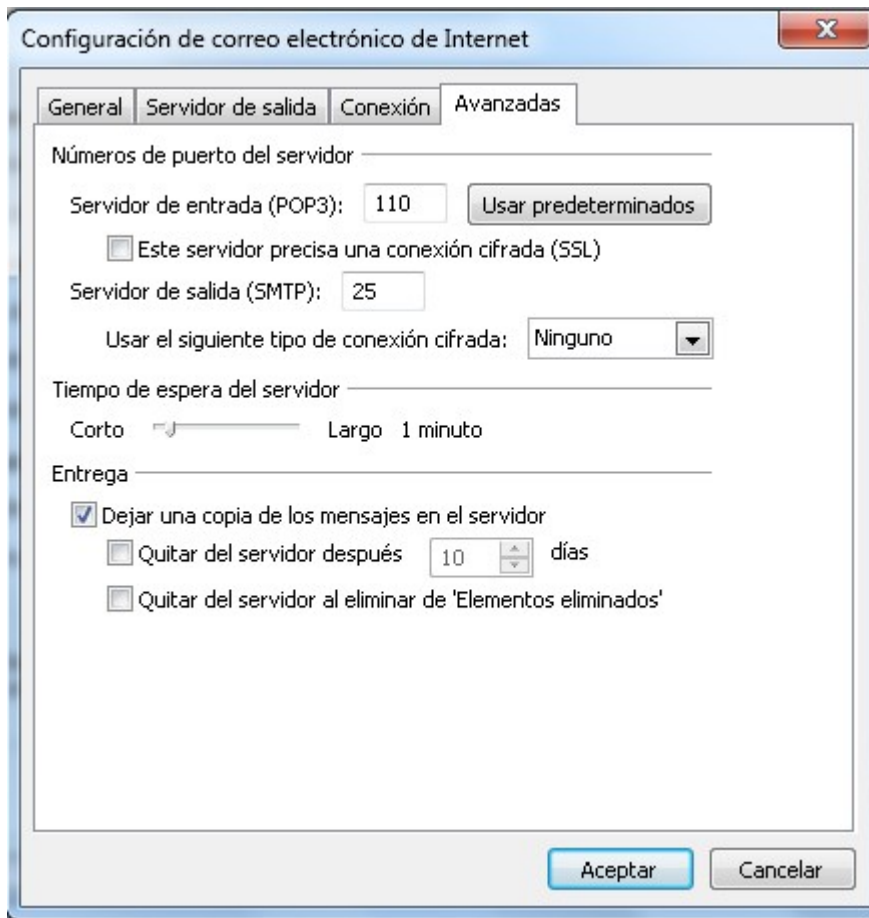 Configuración de correo electrónico de Internet
General Servidor de salida Conexión Avanzadas
Números de puerto del servidor
Servidor de entrada (POP3): 110 Usar predeterminados
Este servidor precisa una conexión cifrada (SSL)
Servidor de salida (SMTP): 25
Usar el siguiente tipo de conexión cifrada: Ninguno
Tiempo de espera del servidor
Corto Largo 1 minuto
Entrega
Dejar una copia de los mensajes en el servidor
Quitar del servidor después 10 días
Quitar del servidor al eliminar de 'Elementos eliminados'
Aceptar Cancelar